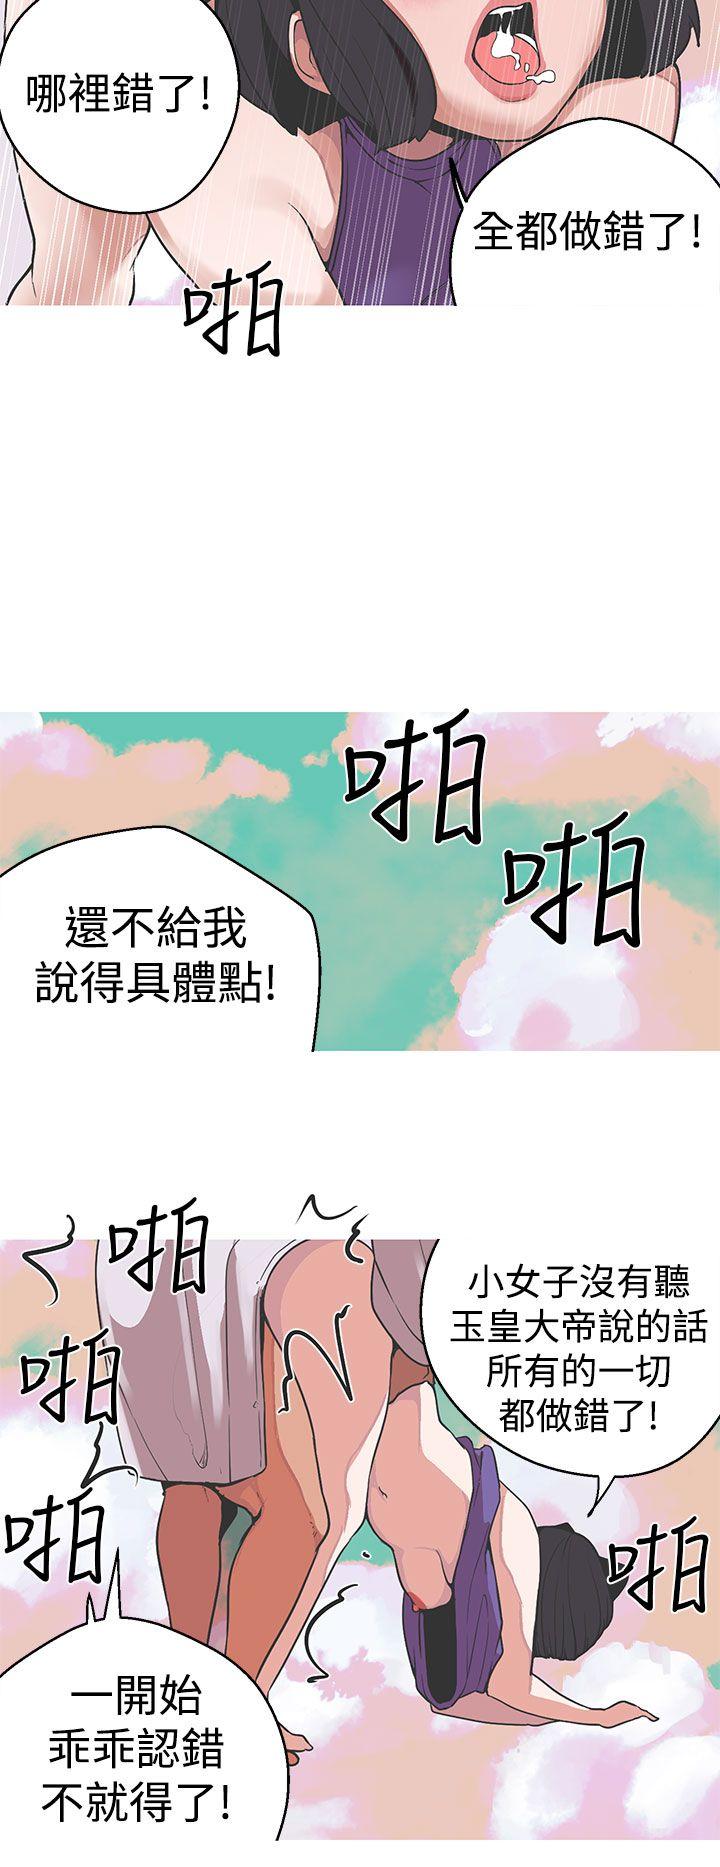 哪裡錯了!
全都做錯了!
啪
啪
啪
還不給我
說得具體點!
啪
小女子沒有聽
玉皇大帝說的話
所有的一切
都做錯了!
啪
啪
啪
一開始
乖乖認錯
不就得了!